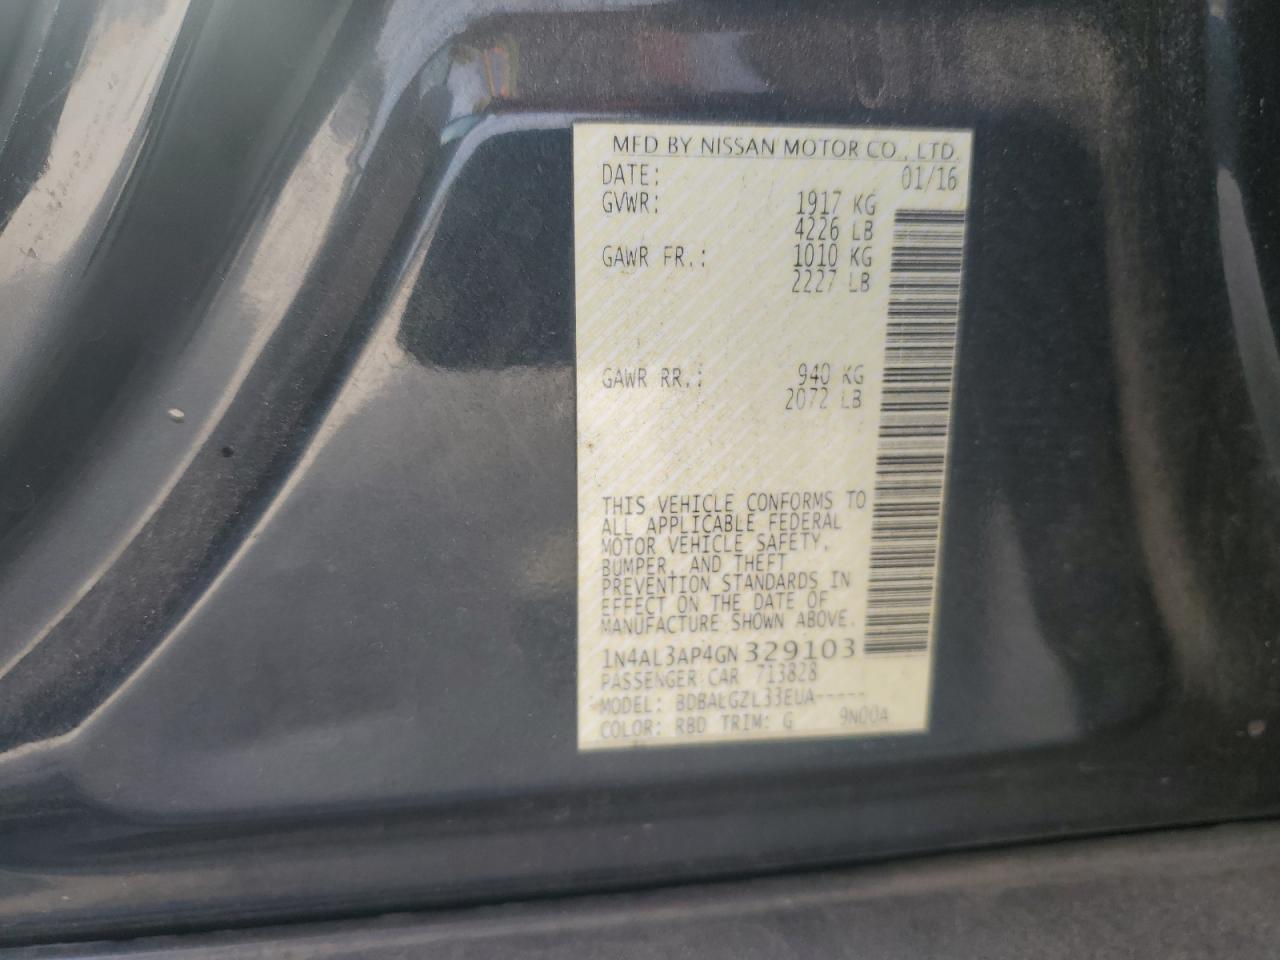 MFD BY NISSAN MOTOR CO., LTD.
DATE: 01/16
GVWR: 1917 KG
4226 LB
GAWR FR.: 1010 KG
2227 LB
GAWR RR.: 940 KG
2072 LB
THIS VEHICLE CONFORMS TO
ALL APPLICABLE FEDERAL
MOTOR VEHICLE SAFETY,
BUMPER, AND THEFT
PREVENTION STANDARDS IN
EFFECT ON THE DATE OF
MANUFACTURE SHOWN ABOVE.
1N4AL3AP4GN329103
PASSENGER CAR 713828
MODEL: BDBALGZL33EUA-----
COLOR: RBD TRIM: G 9N00A